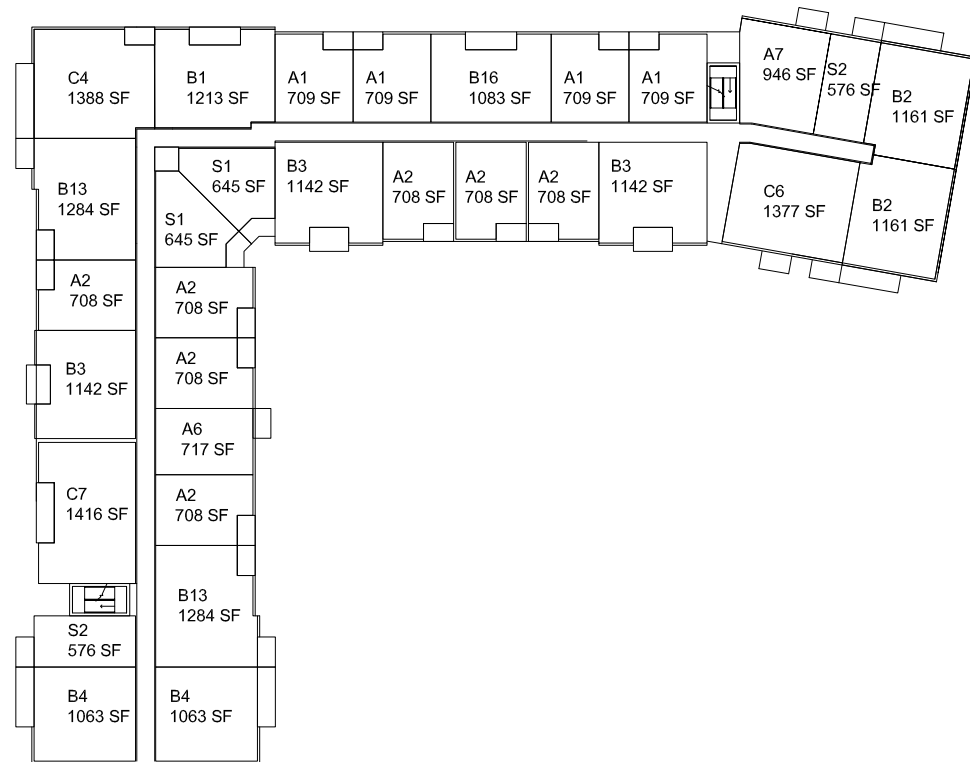 C4
1388 SF
B1
1213 SF
A1
709 SF
A1
709 SF
B16
1083 SF
A1
709 SF
A1
709 SF
A7
946 SF
S2
576 SF
B2
1161 SF
B13
1284 SF
S1
645 SF
B3
1142 SF
A2
708 SF
A2
708 SF
A2
708 SF
B3
1142 SF
C6
1377 SF
B2
1161 SF
S1
645 SF
A2
708 SF
A2
708 SF
B3
1142 SF
A2
708 SF
A6
717 SF
C7
1416 SF
A2
708 SF
B13
1284 SF
S2
576 SF
B4
1063 SF
B4
1063 SF